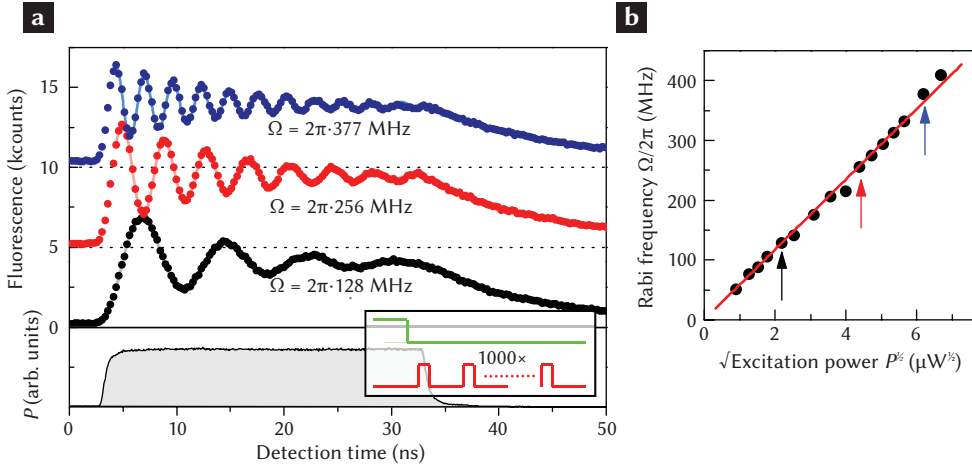 a
Fluorescence (kcounts)
15
10
5
0
Ω = 2π·377 MHz
Ω = 2π·256 MHz
Ω = 2π·128 MHz
P (arb. units)
1000×
0 10 20 30 40 50
Detection time (ns)
b
Rabi frequency Ω/2π (MHz)
400
300
200
100
0
0 2 4 6
√Excitation power P½ (µW½)